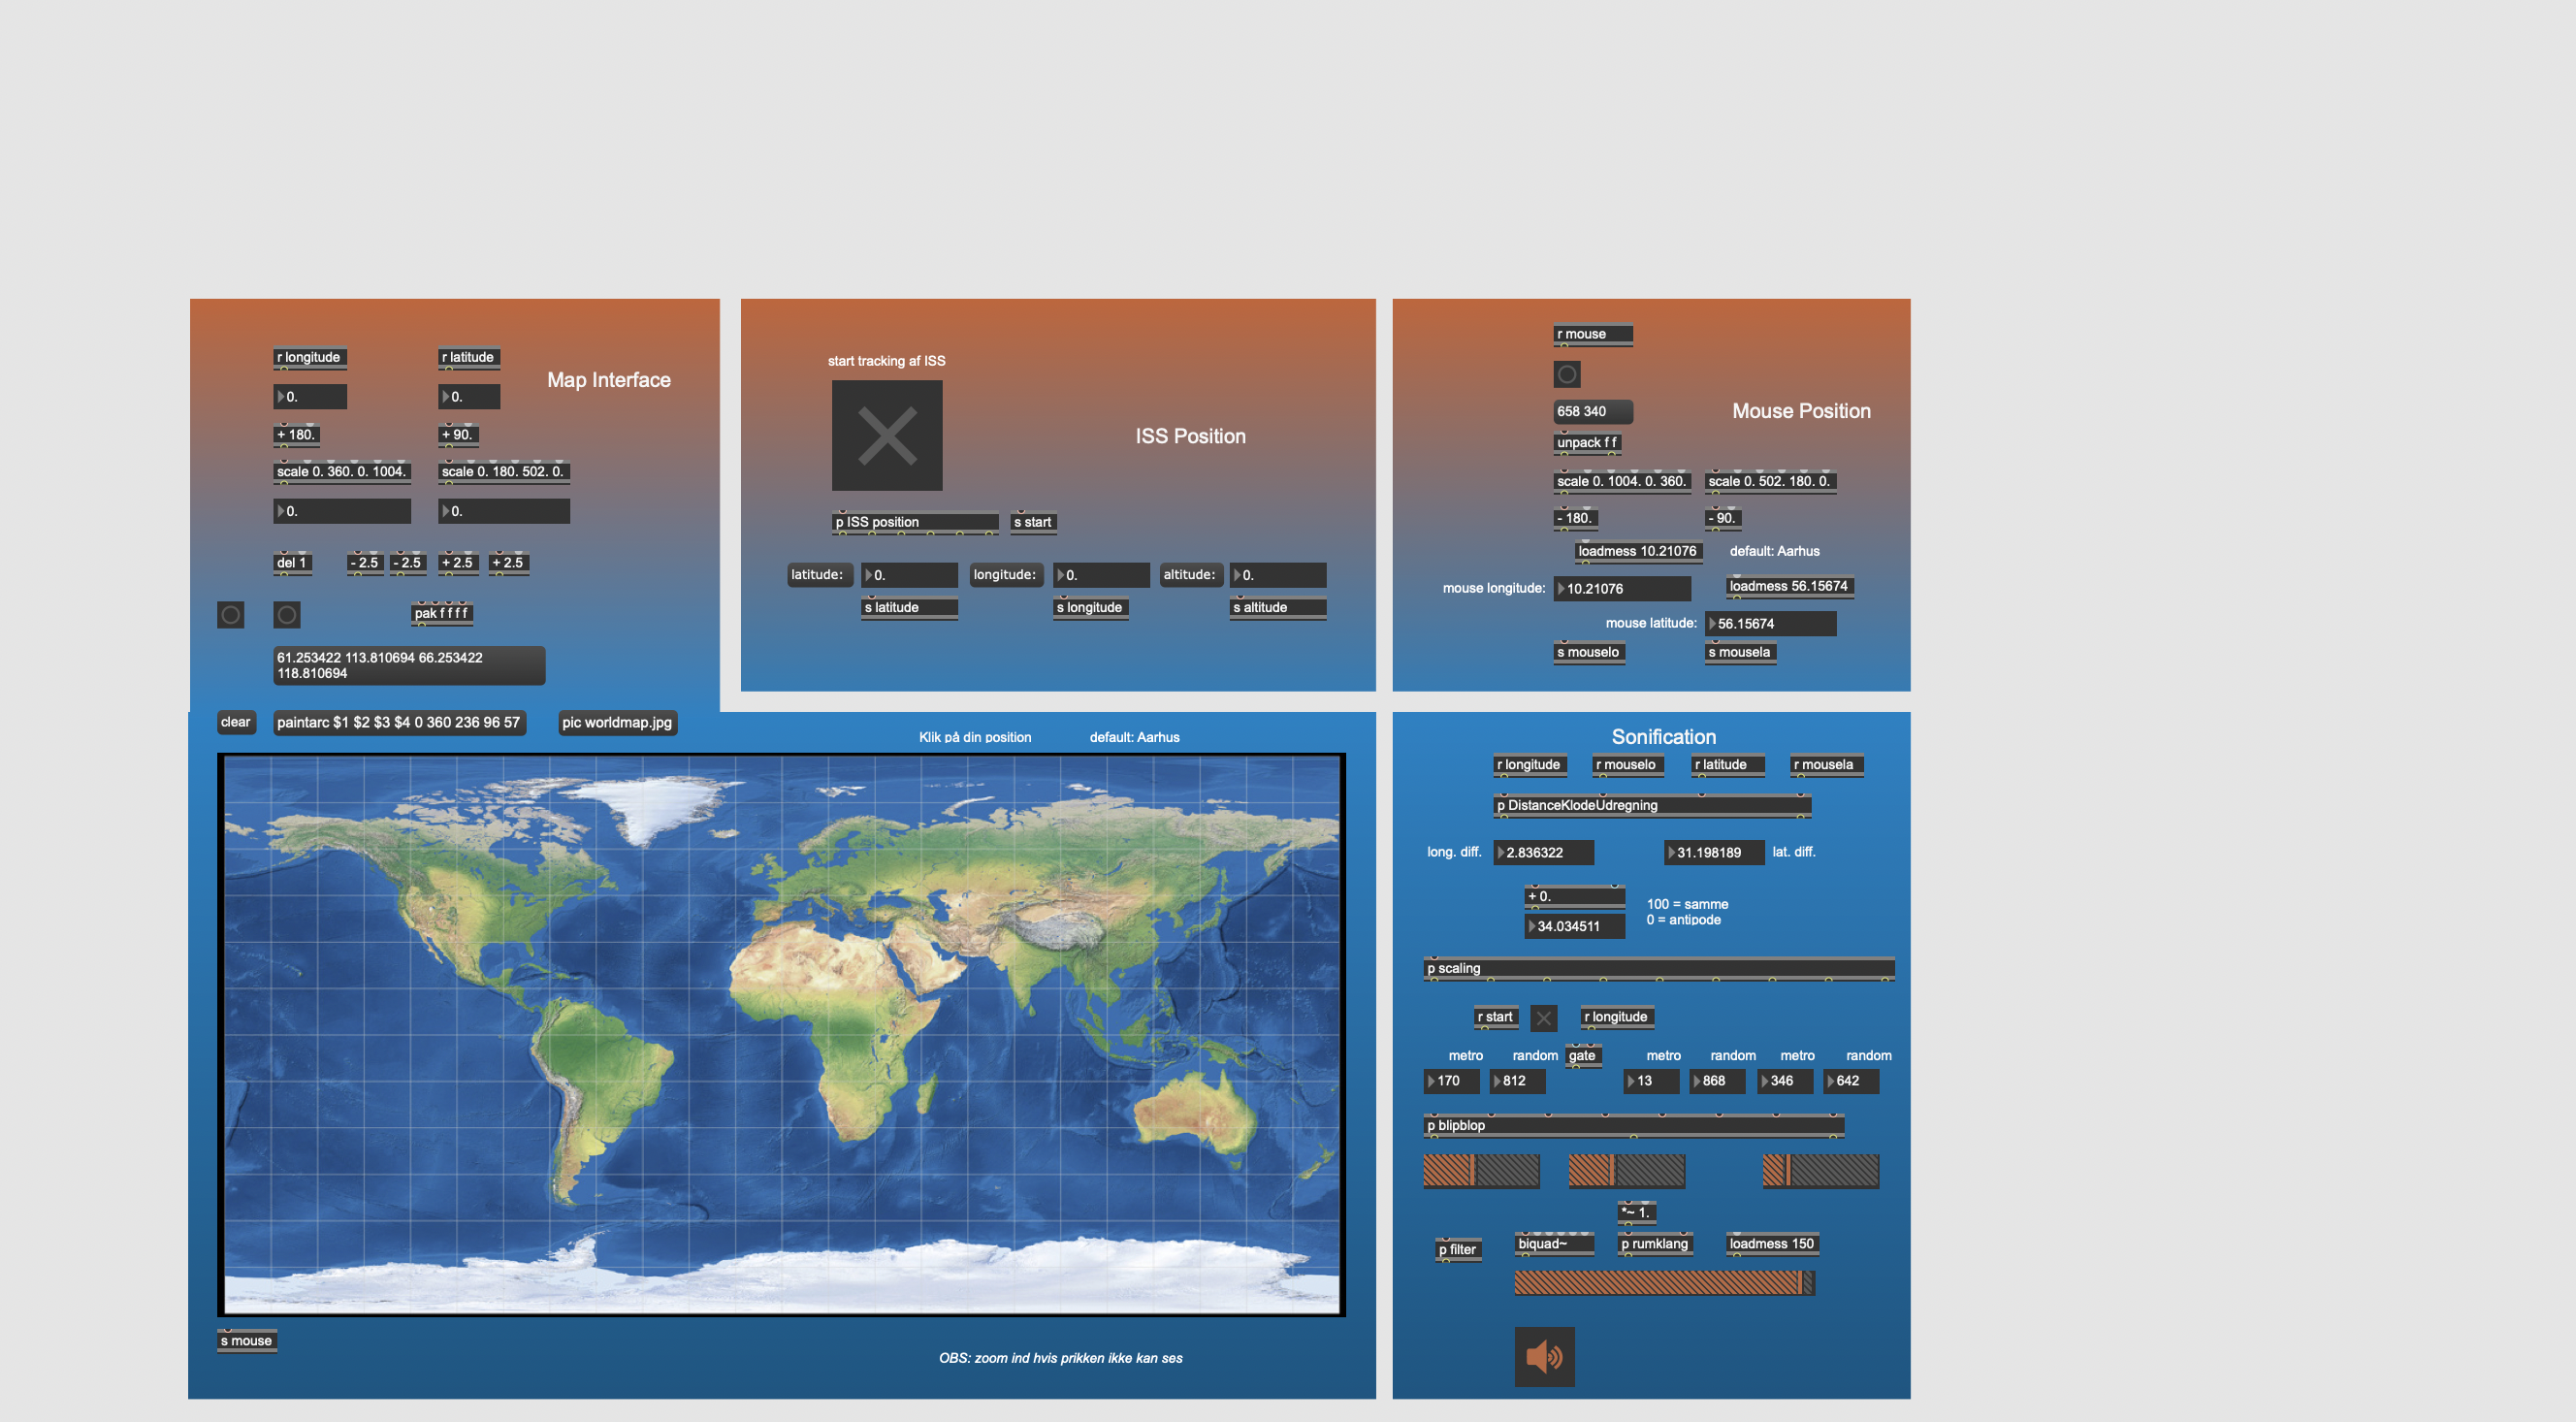 r longitude
r latitude
Map Interface
0.
0.
+ 180.
+ 90.
scale 0. 360. 0. 1004.
scale 0. 180. 502. 0.
0.
0.
del 1
- 2.5
- 2.5
+ 2.5
+ 2.5
pak f f f f
61.253422 113.810694 66.253422
118.810694
start tracking af ISS
ISS Position
p ISS position
s start
latitude:
0.
longitude:
0.
altitude:
0.
s latitude
s longitude
s altitude
r mouse
658 340
Mouse Position
unpack f f
scale 0. 1004. 0. 360.
scale 0. 502. 180. 0.
- 180.
- 90.
loadmess 10.21076
default: Aarhus
mouse longitude:
10.21076
loadmess 56.15674
mouse latitude:
56.15674
s mouselo
s mousela
clear
paintarc $1 $2 $3 $4 0 360 236 96 57
pic worldmap.jpg
Klik på din position
default: Aarhus
s mouse
OBS: zoom ind hvis prikken ikke kan ses
Sonification
r longitude
r mouselo
r latitude
r mousela
p DistanceKlodeUdregning
long. diff.
2.836322
31.198189
lat. diff.
+ 0.
34.034511
100 = samme
0 = antipode
p scaling
r start
r longitude
metro
random
gate
metro
random
metro
random
170
812
13
868
346
642
p blipblop
*~ 1.
p filter
biquad~
p rumklang
loadmess 150